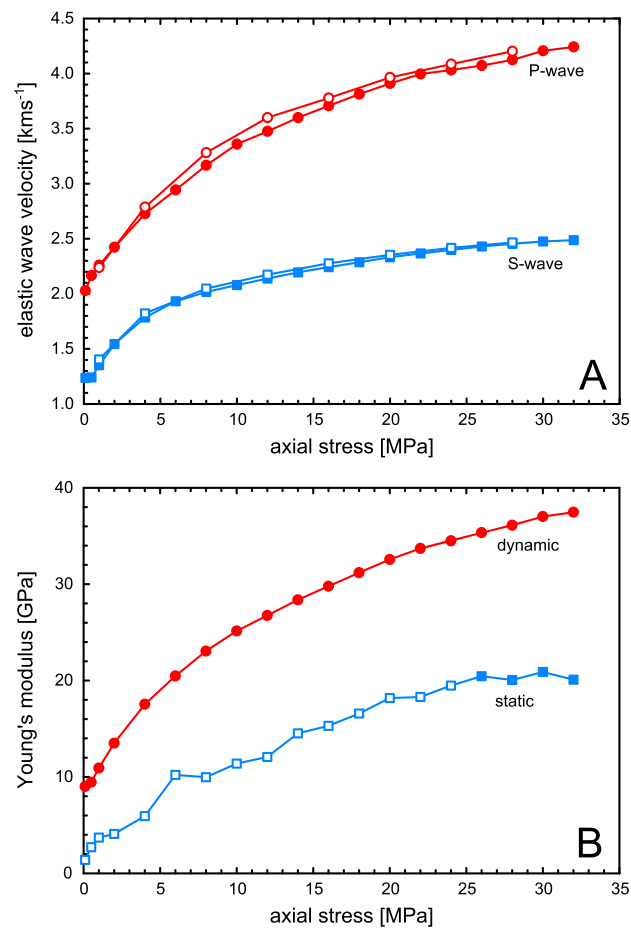 4.5
4.0
3.5
3.0
2.5
2.0
1.5
1.0
elastic wave velocity [kms⁻¹]
P-wave
S-wave
A
0 5 10 15 20 25 30 35
axial stress [MPa]
40
30
20
10
0
Young's modulus [GPa]
dynamic
static
B
0 5 10 15 20 25 30 35
axial stress [MPa]